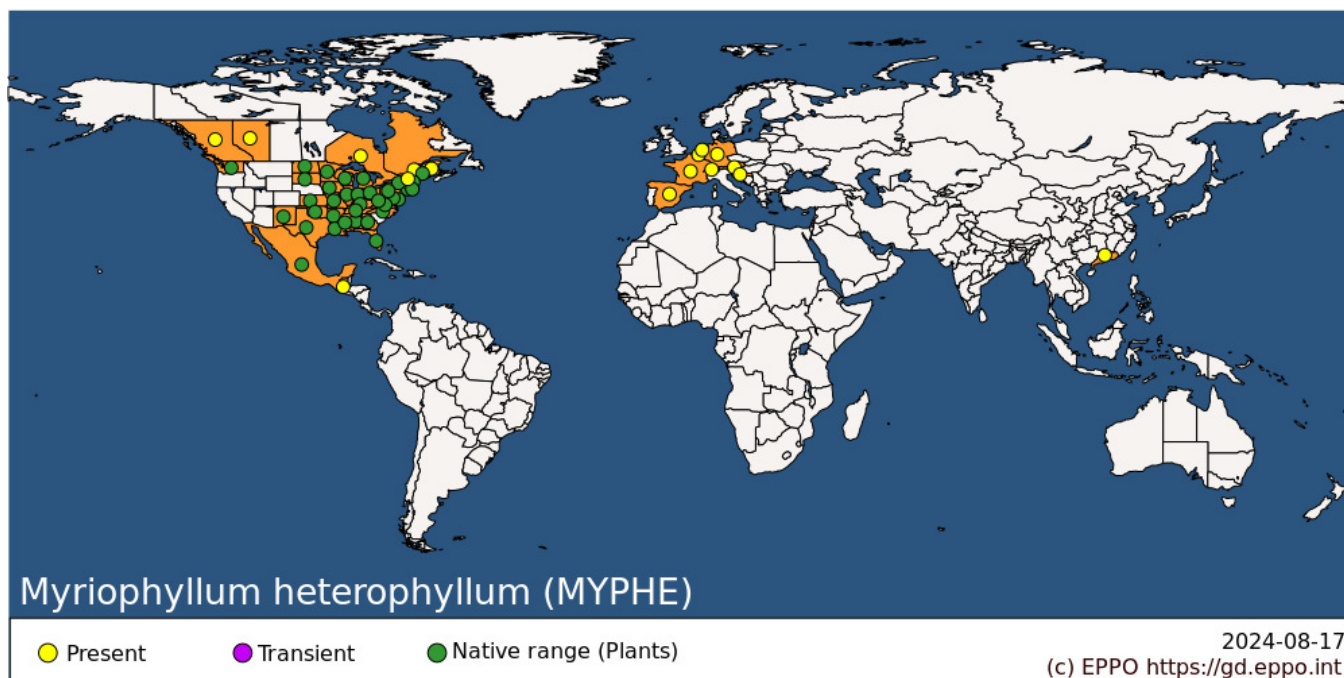 Myriophyllum heterophyllum (MYPHE)
Present
Transient
Native range (Plants)
2024-08-17
(c) EPPO https://gd.eppo.int